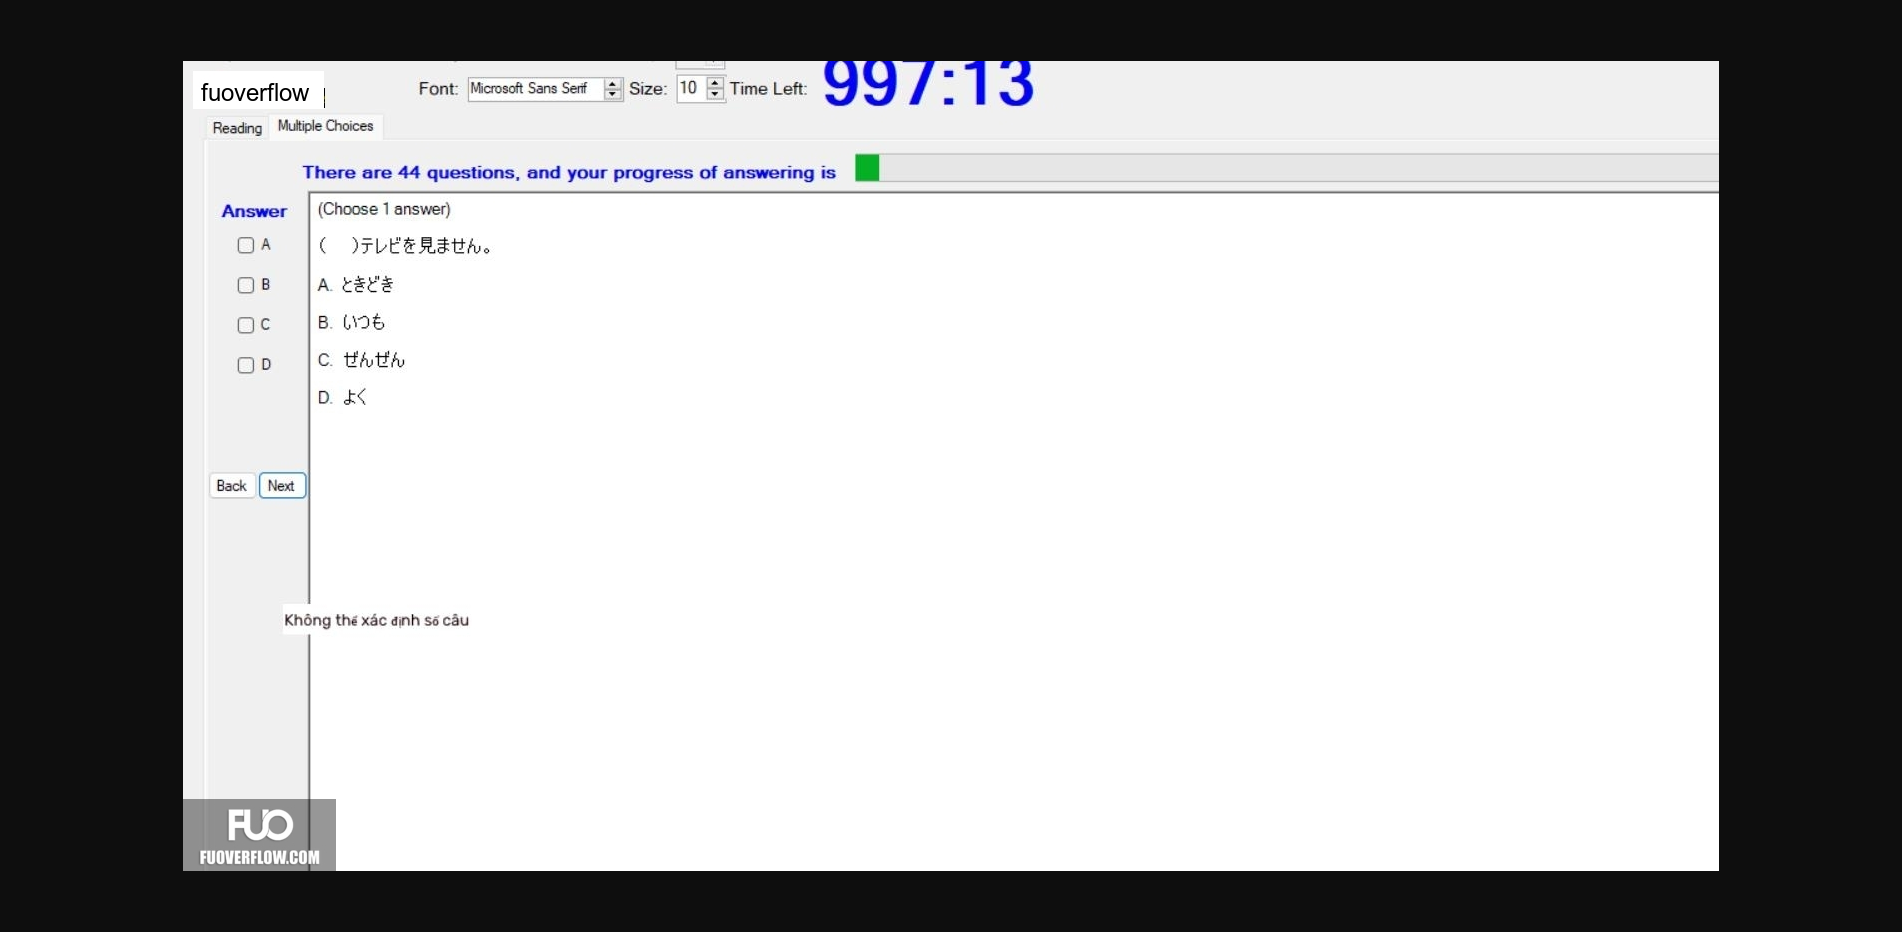 fuoverflow
Font: Microsoft Sans Serif Size: 10 Time Left: 997:13
Reading Multiple Choices
There are 44 questions, and your progress of answering is
Answer
(Choose 1 answer)
A
(　)テレビを見ません。
B
A. ときどき
C
B. いつも
D
C. ぜんぜん
D. よく
Back Next
Không thể xác định số câu
FUO
FUOVERFLOW.COM